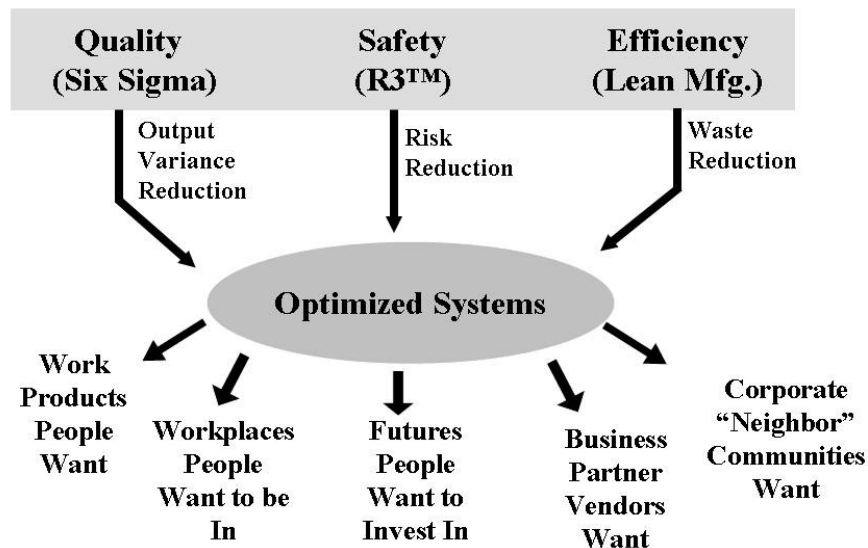 Quality
(Six Sigma)
Safety
(R3™)
Efficiency
(Lean Mfg.)
Output
Variance
Reduction
Risk
Reduction
Waste
Reduction
Optimized Systems
Work
Products
People
Want
Workplaces
People
Want to be
In
Futures
People
Want to
Invest In
Business
Partner
Vendors
Want
Corporate
“Neighbor”
Communities
Want